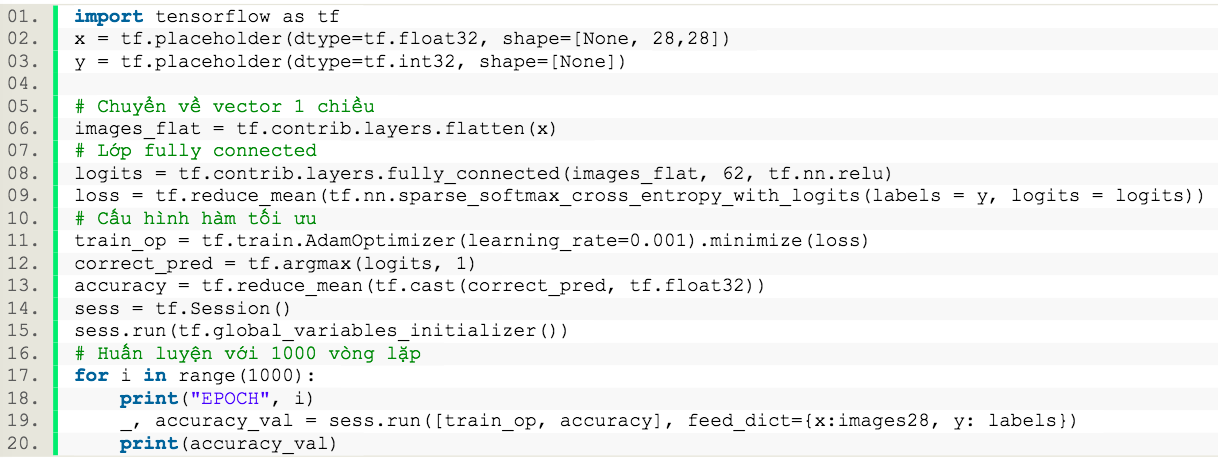 01. import tensorflow as tf
02. x = tf.placeholder(dtype=tf.float32, shape=[None, 28,28])
03. y = tf.placeholder(dtype=tf.int32, shape=[None])
04.
05. # Chuyển về vector 1 chiều
06. images_flat = tf.contrib.layers.flatten(x)
07. # Lớp fully connected
08. logits = tf.contrib.layers.fully_connected(images_flat, 62, tf.nn.relu)
09. loss = tf.reduce_mean(tf.nn.sparse_softmax_cross_entropy_with_logits(labels = y, logits = logits))
10. # Cấu hình hàm tối ưu
11. train_op = tf.train.AdamOptimizer(learning_rate=0.001).minimize(loss)
12. correct_pred = tf.argmax(logits, 1)
13. accuracy = tf.reduce_mean(tf.cast(correct_pred, tf.float32))
14. sess = tf.Session()
15. sess.run(tf.global_variables_initializer())
16. # Huấn luyện với 1000 vòng lặp
17. for i in range(1000):
18.     print("EPOCH", i)
19.     _, accuracy_val = sess.run([train_op, accuracy], feed_dict={x:images28, y: labels})
20.     print(accuracy_val)